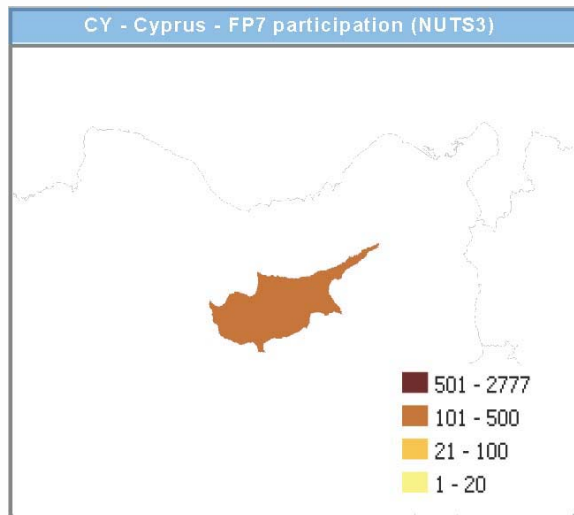 CY - Cyprus - FP7 participation (NUTS3)
501 - 2777
101 - 500
21 - 100
1 - 20